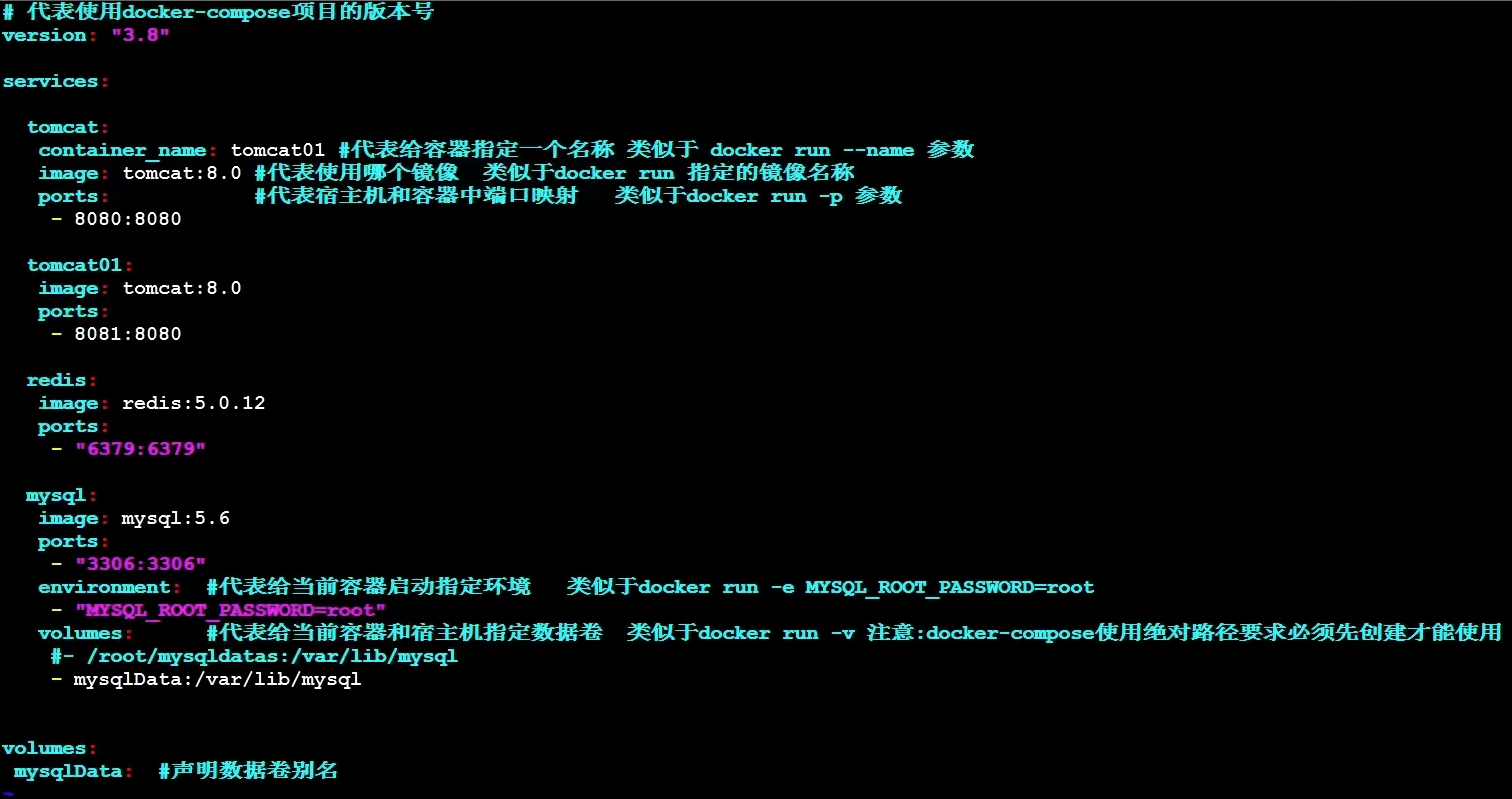 # 代表使用docker-compose项目的版本号
version: "3.8"

services:

  tomcat:
   container_name: tomcat01 #代表给容器指定一个名称 类似于 docker run --name 参数
   image: tomcat:8.0 #代表使用哪个镜像  类似于docker run 指定的镜像名称
   ports:            #代表宿主机和容器中端口映射   类似于docker run -p 参数
    - 8080:8080

  tomcat01:
   image: tomcat:8.0
   ports:
    - 8081:8080

  redis:
   image: redis:5.0.12
   ports:
    - "6379:6379"

  mysql:
   image: mysql:5.6
   ports:
    - "3306:3306"
   environment:  #代表给当前容器启动指定环境   类似于docker run -e MYSQL_ROOT_PASSWORD=root
    - "MYSQL_ROOT_PASSWORD=root"
   volumes:      #代表给当前容器和宿主机指定数据卷  类似于docker run -v 注意:docker-compose使用绝对路径要求必须先创建才能使用
    #- /root/mysqldatas:/var/lib/mysql
    - mysqlData:/var/lib/mysql


volumes:
 mysqlData:  #声明数据卷别名